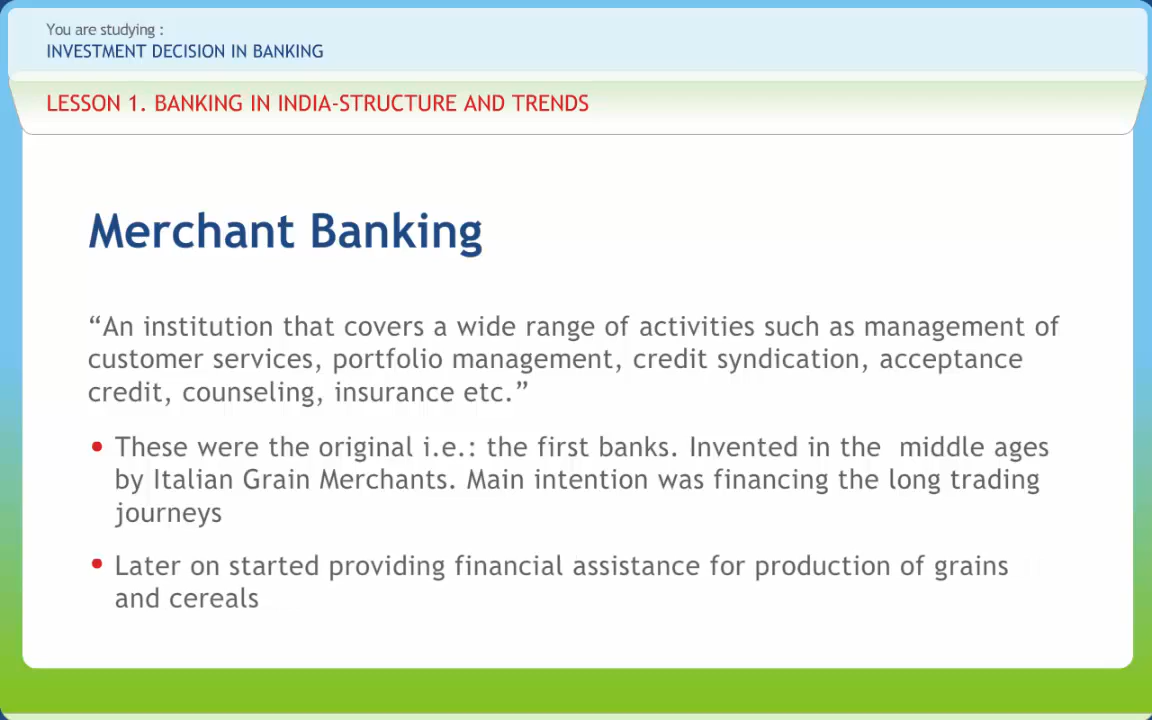 You are studying :
INVESTMENT DECISION IN BANKING
LESSON 1. BANKING IN INDIA-STRUCTURE AND TRENDS
Merchant Banking
“An institution that covers a wide range of activities such as management of
customer services, portfolio management, credit syndication, acceptance
credit, counseling, insurance etc.”
• These were the original i.e.: the first banks. Invented in the  middle ages
by Italian Grain Merchants. Main intention was financing the long trading
journeys
• Later on started providing financial assistance for production of grains
and cereals